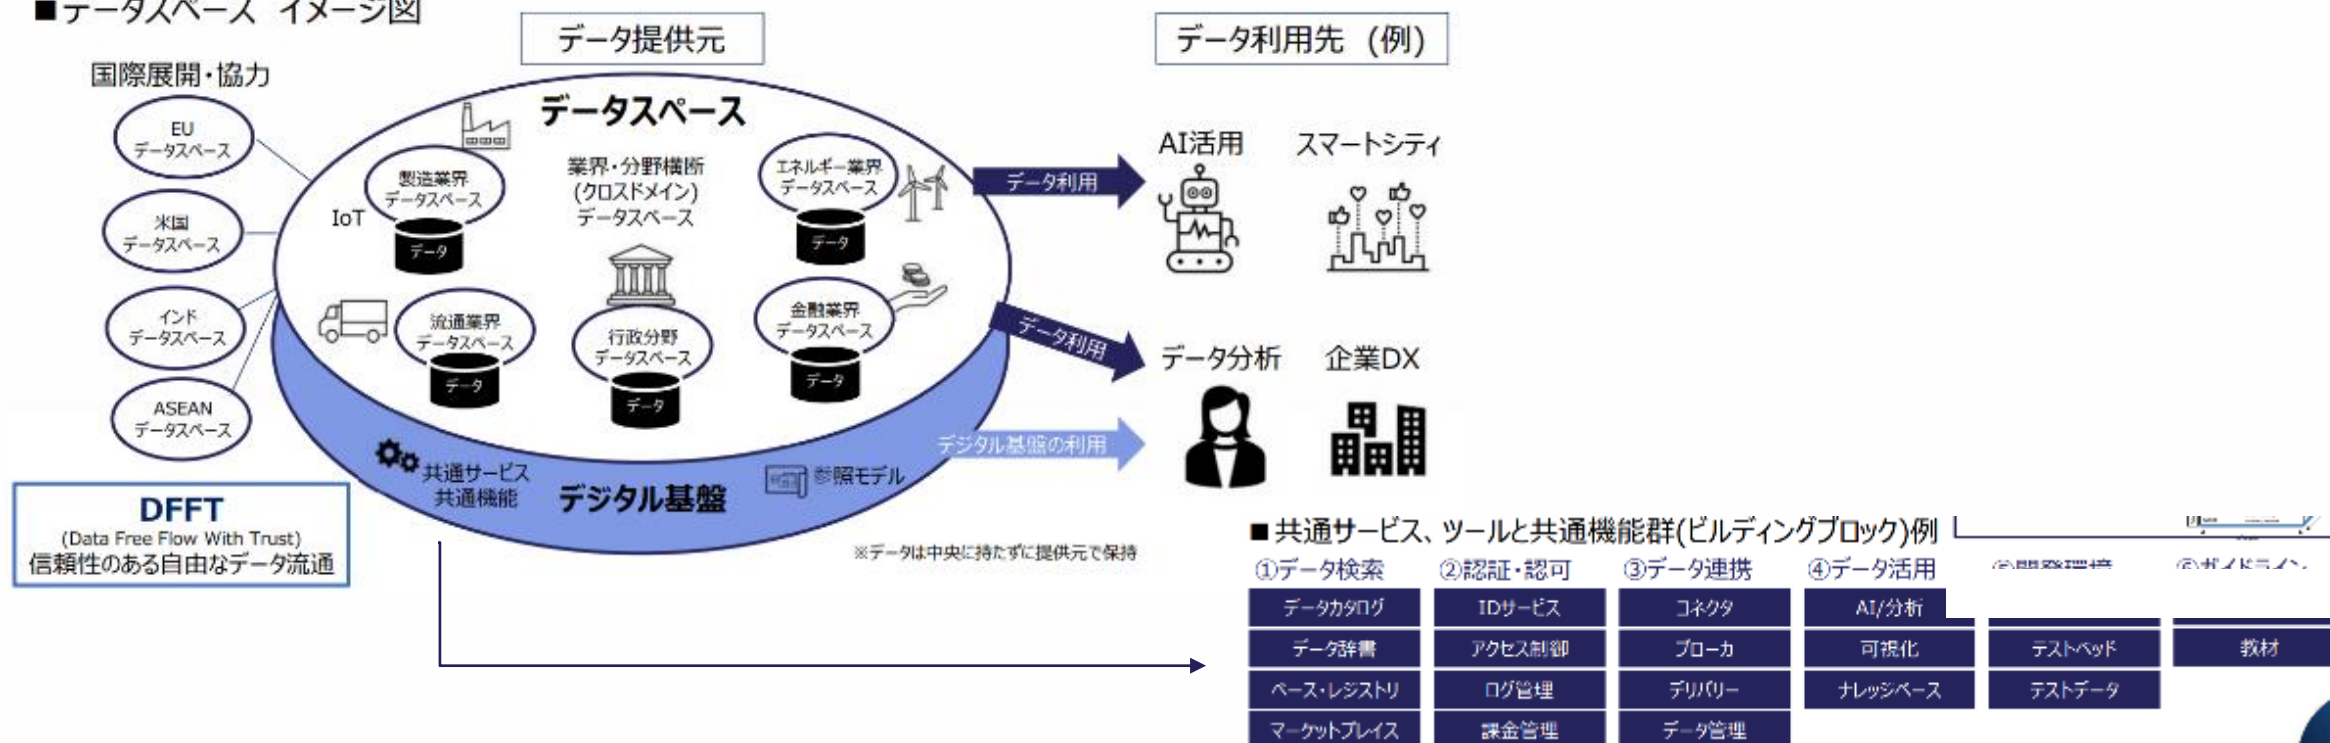 ■データスペース イメージ図
データ提供元
データ利用先 (例)
国際展開・協力
EU
データスペース
米国
データスペース
インド
データスペース
ASEAN
データスペース
DFFT
(Data Free Flow With Trust)
信頼性のある自由なデータ流通
データスペース
製造業界
データスペース
IoT
データ
業界・分野横断
(クロスドメイン)
データスペース
エネルギー業界
データスペース
データ
流通業界
データスペース
データ
行政分野
データスペース
データ
金融業界
データスペース
データ
共通サービス
共通機能
デジタル基盤
参照モデル
データ利用
データ利用
デジタル基盤の利用
AI活用
スマートシティ
データ分析
企業DX
※データは中央に持たずに提供元で保持
■共通サービス、ツールと共通機能群(ビルディングブロック)例
①データ検索
データカタログ
データ辞書
ベース・レジストリ
マーケットプレイス
②認証・認可
IDサービス
アクセス制御
ログ管理
課金管理
③データ連携
コネクタ
ブローカ
デリバリー
データ管理
④データ活用
AI/分析
可視化
ナレッジベース
⑤開発環境
テストベッド
テストデータ
⑥ガイドライン
教材